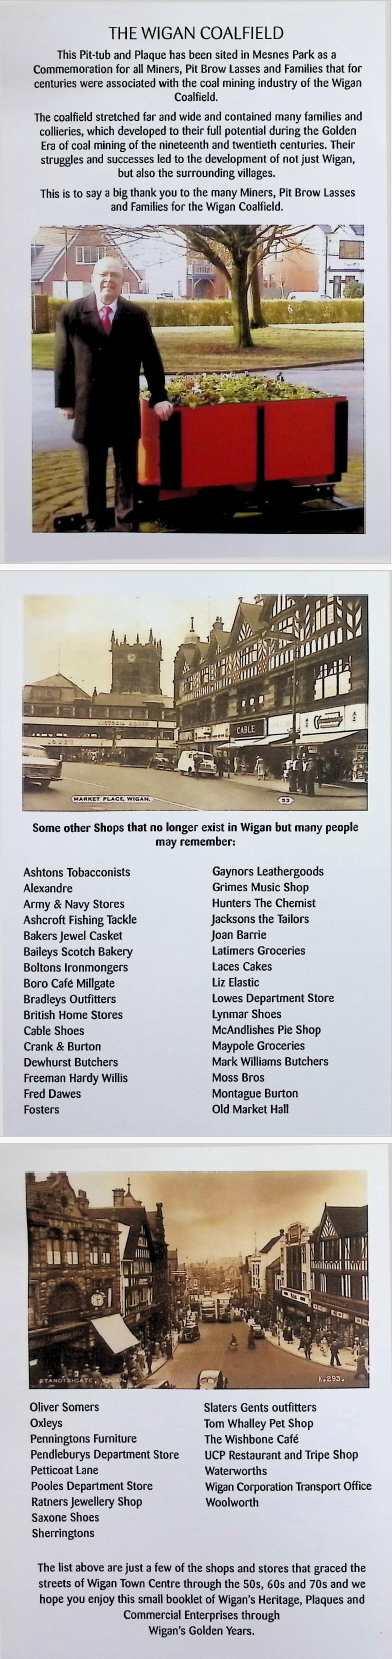 THE WIGAN COALFIELD
This Pit-tub and Plaque has been sited in Mesnes Park as a
Commemoration for all Miners, Pit Brow Lasses and Families that for
centuries were associated with the coal mining industry of the Wigan
Coalfield.
The coalfield stretched far and wide and contained many families and
collieries, which developed to their full potential during the Golden
Era of coal mining of the nineteenth and twentieth centuries. Their
struggles and successes led to the development of not just Wigan,
but also the surrounding villages.
This is to say a big thank you to the many Miners, Pit Brow Lasses
and Families for the Wigan Coalfield.
CABLE
MARKET PLACE, WIGAN.
53
Some other Shops that no longer exist in Wigan but many people
may remember:
Ashtons Tobacconists
Alexandre
Army & Navy Stores
Ashcroft Fishing Tackle
Bakers Jewel Casket
Baileys Scotch Bakery
Boltons Ironmongers
Boro Café Millgate
Bradleys Outfitters
British Home Stores
Cable Shoes
Crank & Burton
Dewhurst Butchers
Freeman Hardy Willis
Fred Dawes
Fosters
Gaynors Leathergoods
Grimes Music Shop
Hunters The Chemist
Jacksons the Tailors
Joan Barrie
Latimers Groceries
Laces Cakes
Liz Elastic
Lowes Department Store
Lynmar Shoes
McAndlishes Pie Shop
Maypole Groceries
Mark Williams Butchers
Moss Bros
Montague Burton
Old Market Hall
STANDISHGATE, WIGAN.
K.293.
Oliver Somers
Oxleys
Penningtons Furniture
Pendleburys Department Store
Petticoat Lane
Pooles Department Store
Ratners Jewellery Shop
Saxone Shoes
Sherringtons
Slaters Gents outfitters
Tom Whalley Pet Shop
The Wishbone Café
UCP Restaurant and Tripe Shop
Waterworths
Wigan Corporation Transport Office
Woolworth
The list above are just a few of the shops and stores that graced the
streets of Wigan Town Centre through the 50s, 60s and 70s and we
hope you enjoy this small booklet of Wigan's Heritage, Plaques and
Commercial Enterprises through
Wigan's Golden Years.